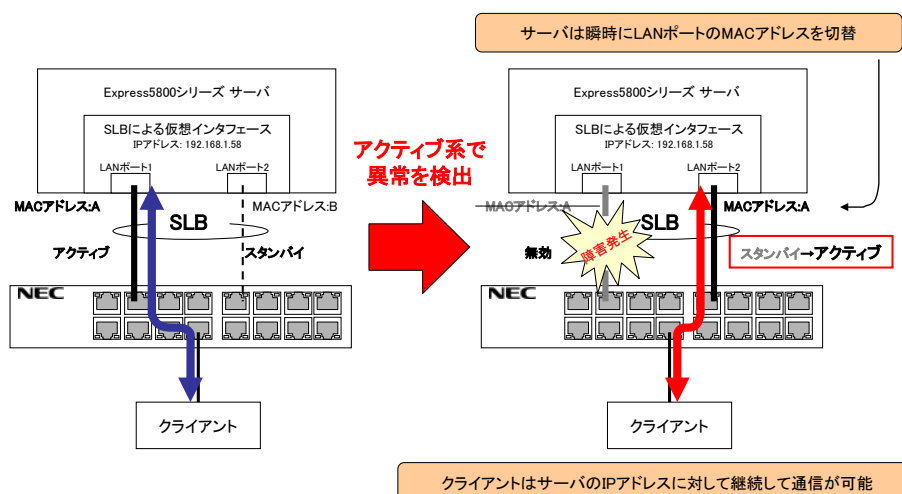 サーバは瞬時にLANポートのMACアドレスを切替
Express5800シリーズ サーバ
SLBによる仮想インタフェース
IPアドレス: 192.168.1.58
LANポート1
LANポート2
MACアドレス:A
MACアドレス:B
SLB
アクティブ
スタンバイ
NEC
クライアント
アクティブ系で
異常を検出
Express5800シリーズ サーバ
SLBによる仮想インタフェース
IPアドレス: 192.168.1.58
LANポート1
LANポート2
MACアドレス:A
MACアドレス:A
SLB
無効
障害発生
スタンバイ→アクティブ
NEC
クライアント
クライアントはサーバのIPアドレスに対して継続して通信が可能